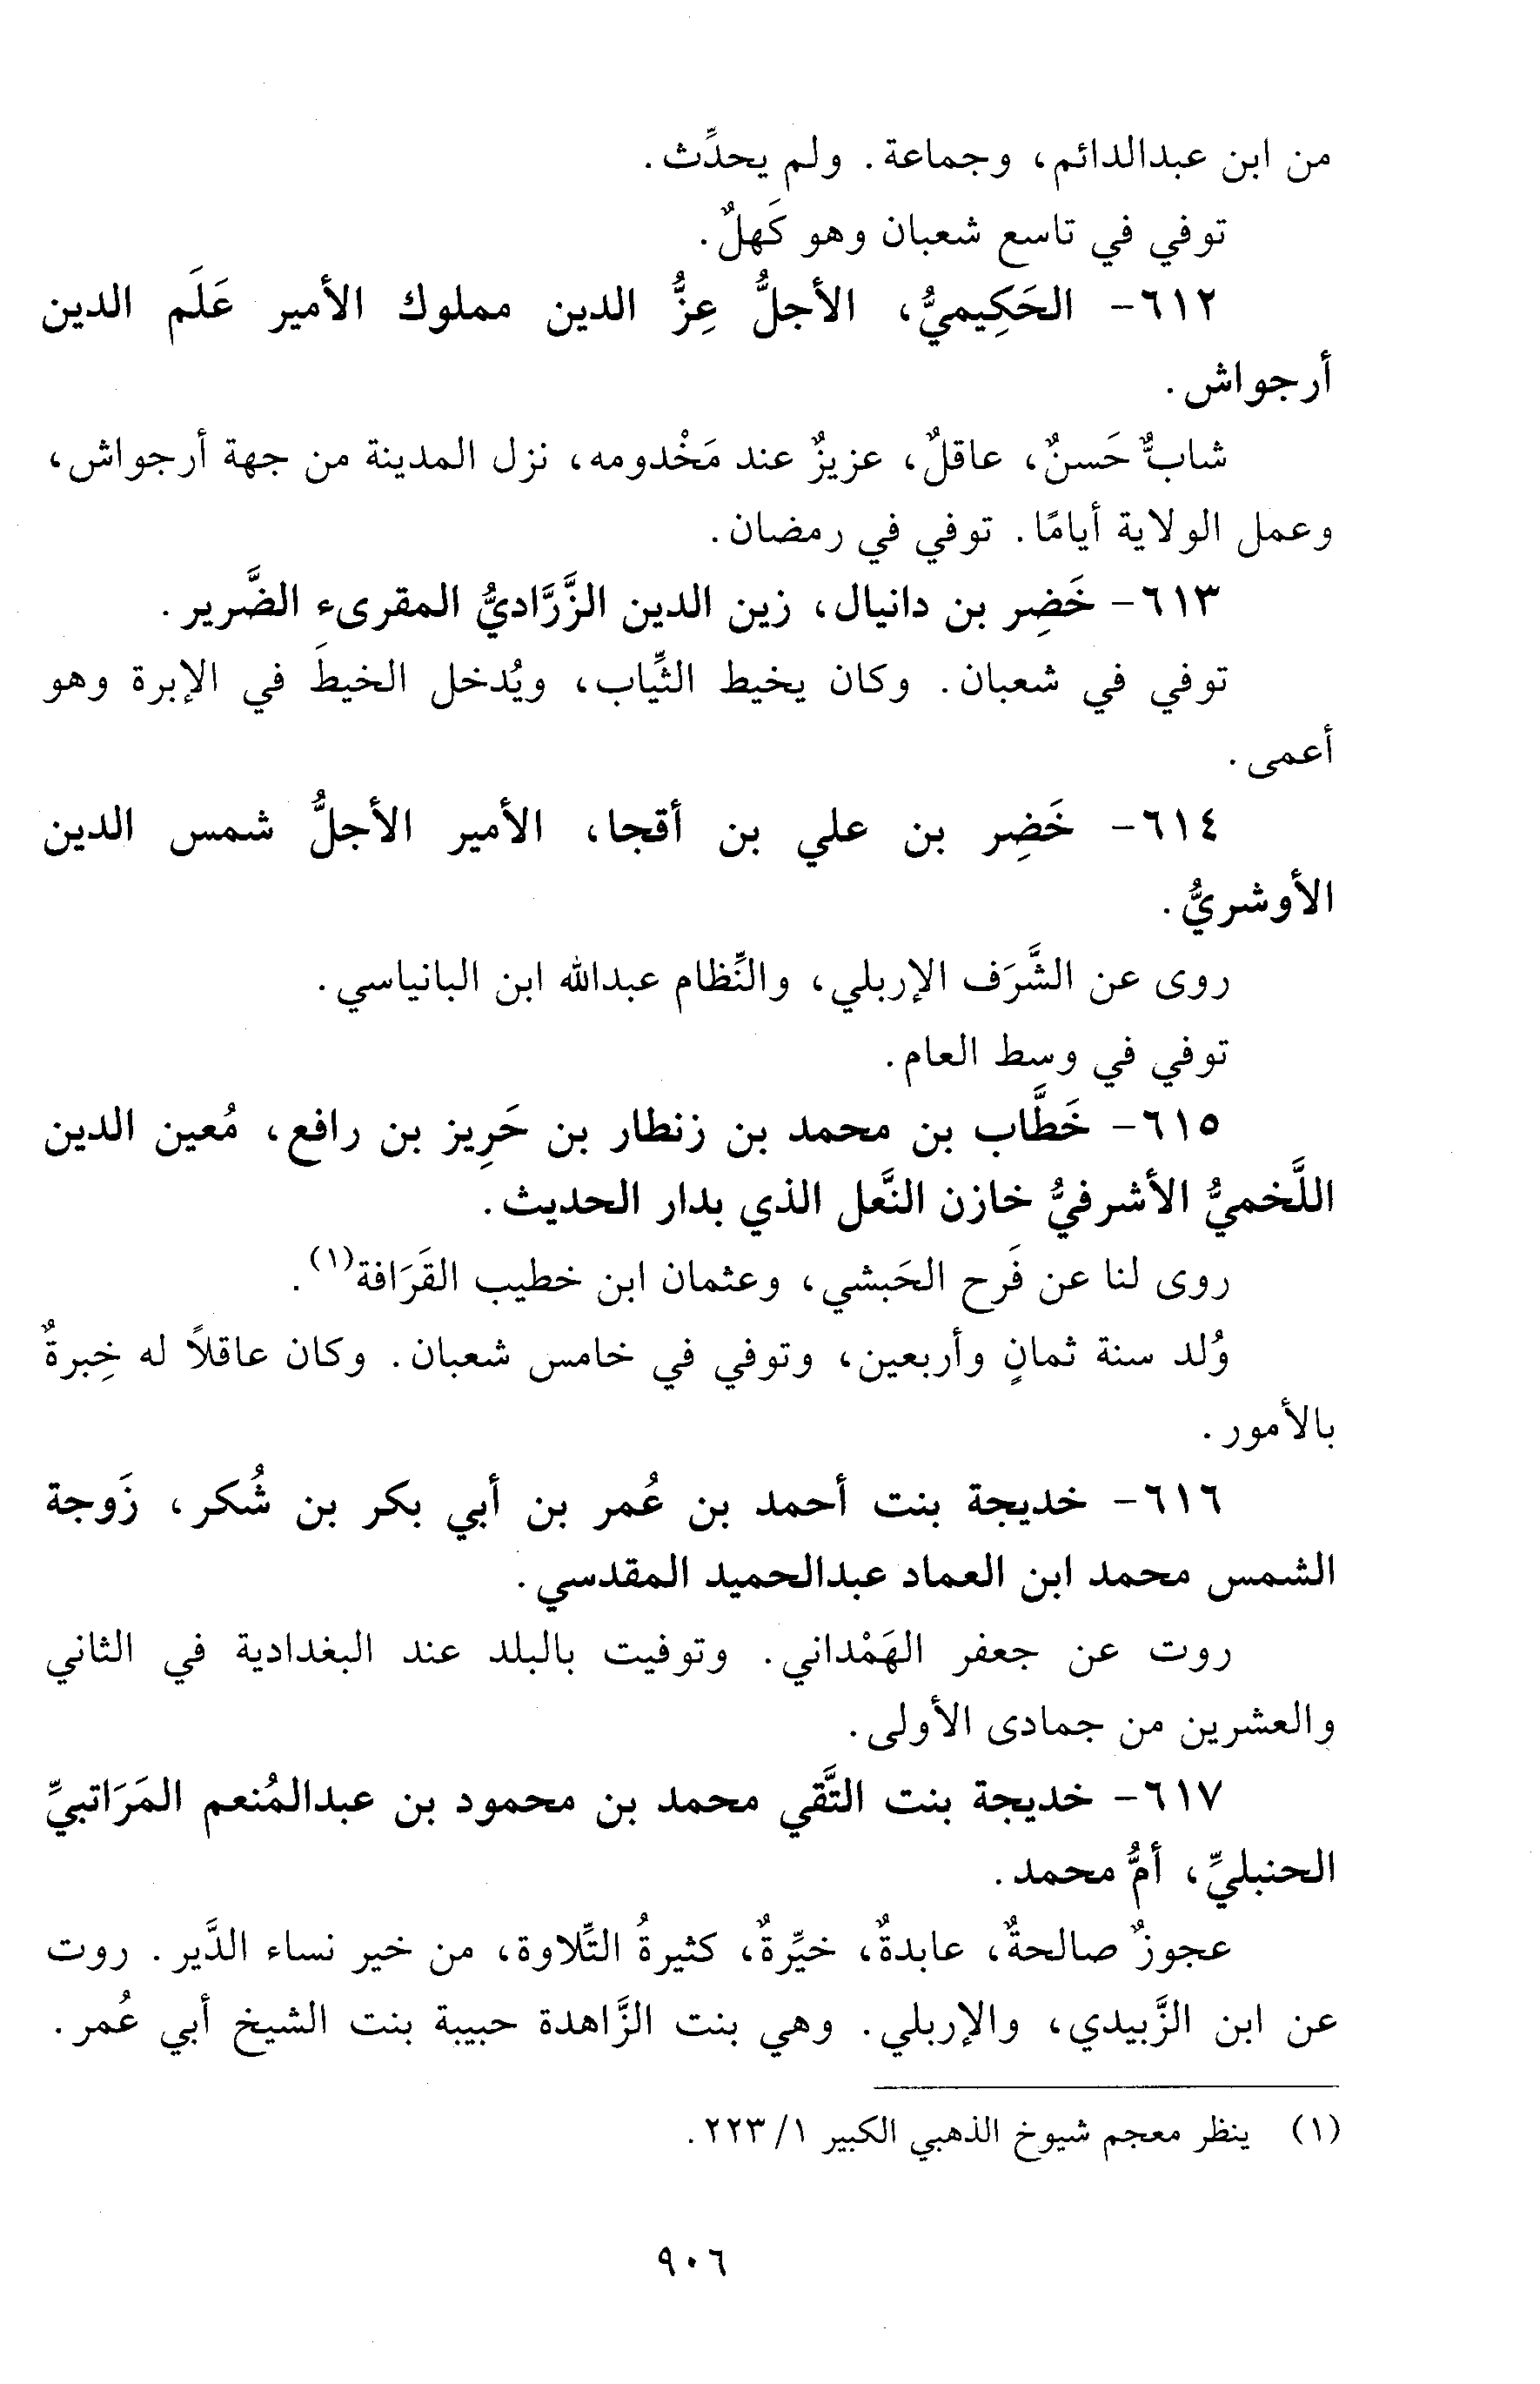 من ابن عبدالدائم، وجماعة. ولم يحدِّث.
توفي في تاسع شعبان وهو كَهلٌ.
٦١٢- الحَكِيميُّ، الأجلُّ عِزُّ الدين مملوك الأمير عَلَم الدين
أرجواش.
شابٌّ حَسنٌ، عاقلٌ، عزيزٌ عند مَخْدومه، نزل المدينة من جهة أرجواش،
وعمل الولاية أيامًا. توفي في رمضان.
٦١٣- خَضِر بن دانيال، زين الدين الزَّرَّاديُّ المقرىء الضَّرير.
توفي في شعبان. وكان يخيط الثِّياب، ويُدخل الخيطَ في الإبرة وهو
أعمى.
٦١٤- خَضِر بن علي بن أقجا، الأمير الأجلُّ شمس الدين
الأوشريُّ.
روى عن الشَّرَف الإربلي، والنِّظام عبدالله ابن البانياسي.
توفي في وسط العام.
٦١٥- خَطَّاب بن محمد بن زنطار بن حَرِيز بن رافع، مُعين الدين
اللَّخميُّ الأشرفيُّ خازن النَّعل الذي بدار الحديث.
روى لنا عن فَرح الحَبشي، وعثمان ابن خطيب القَرَافة(١).
وُلد سنة ثمانٍ وأربعين، وتوفي في خامس شعبان. وكان عاقلاً له خِبرةٌ
بالأمور.
٦١٦- خديجة بنت أحمد بن عُمر بن أبي بكر بن شُكر، زَوجة
الشمس محمد ابن العماد عبدالحميد المقدسي.
روت عن جعفر الهَمْداني. وتوفيت بالبلد عند البغدادية في الثاني
والعشرين من جمادى الأولى.
٦١٧- خديجة بنت التَّقي محمد بن محمود بن عبدالمُنعم المَرَاتبيِّ
الحنبليِّ، أمُّ محمد.
عجوزٌ صالحةٌ، عابدةٌ، خيِّرةٌ، كثيرةُ التِّلاوة، من خير نساء الدَّير. روت
عن ابن الزَّبيدي، والإربلي. وهي بنت الزَّاهدة حبيبة بنت الشيخ أبي عُمر.
(١) ينظر معجم شيوخ الذهبي الكبير ١/ ٢٢٣.
٩٠٦